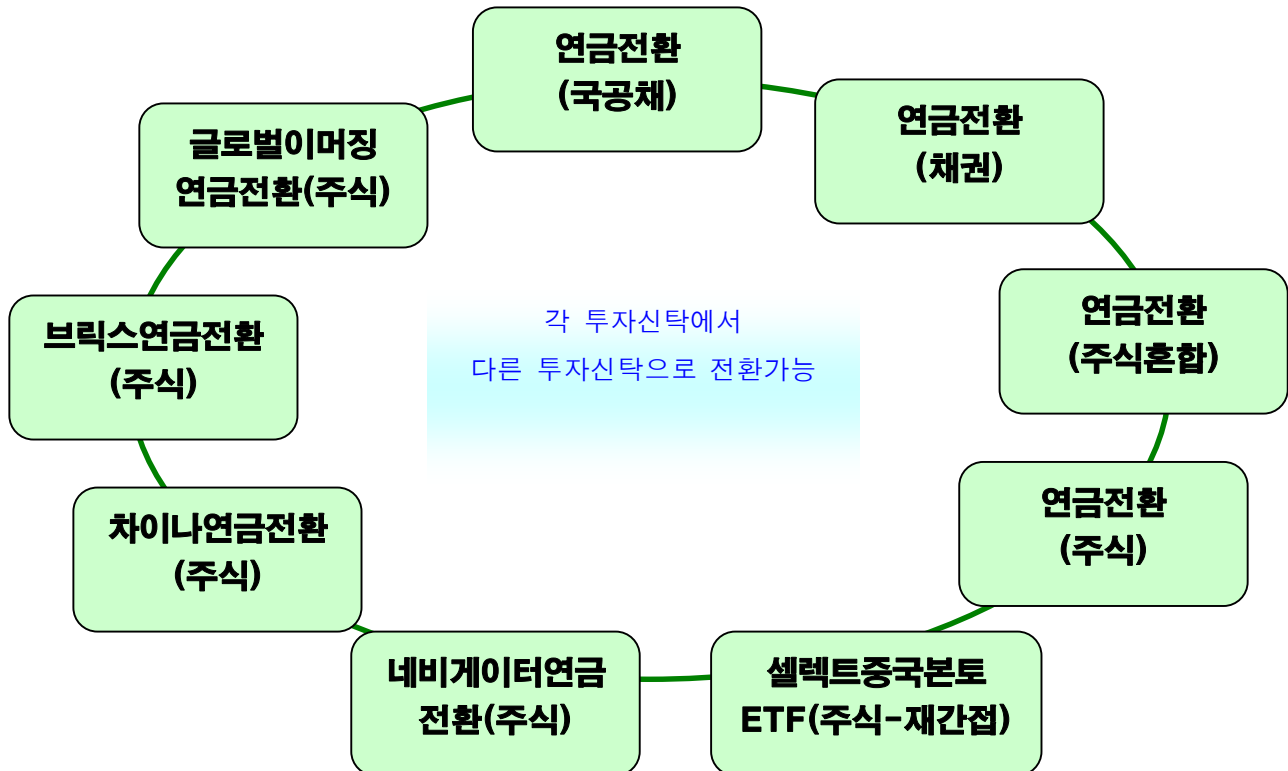 연금전환
(국공채)
연금전환
(채권)
글로벌이머징
연금전환(주식)
연금전환
(주식혼합)
브릭스연금전환
(주식)
각 투자신탁에서
다른 투자신탁으로 전환가능
연금전환
(주식)
차이나연금전환
(주식)
네비게이터연금
전환(주식)
셀렉트중국본토
ETF(주식-재간접)